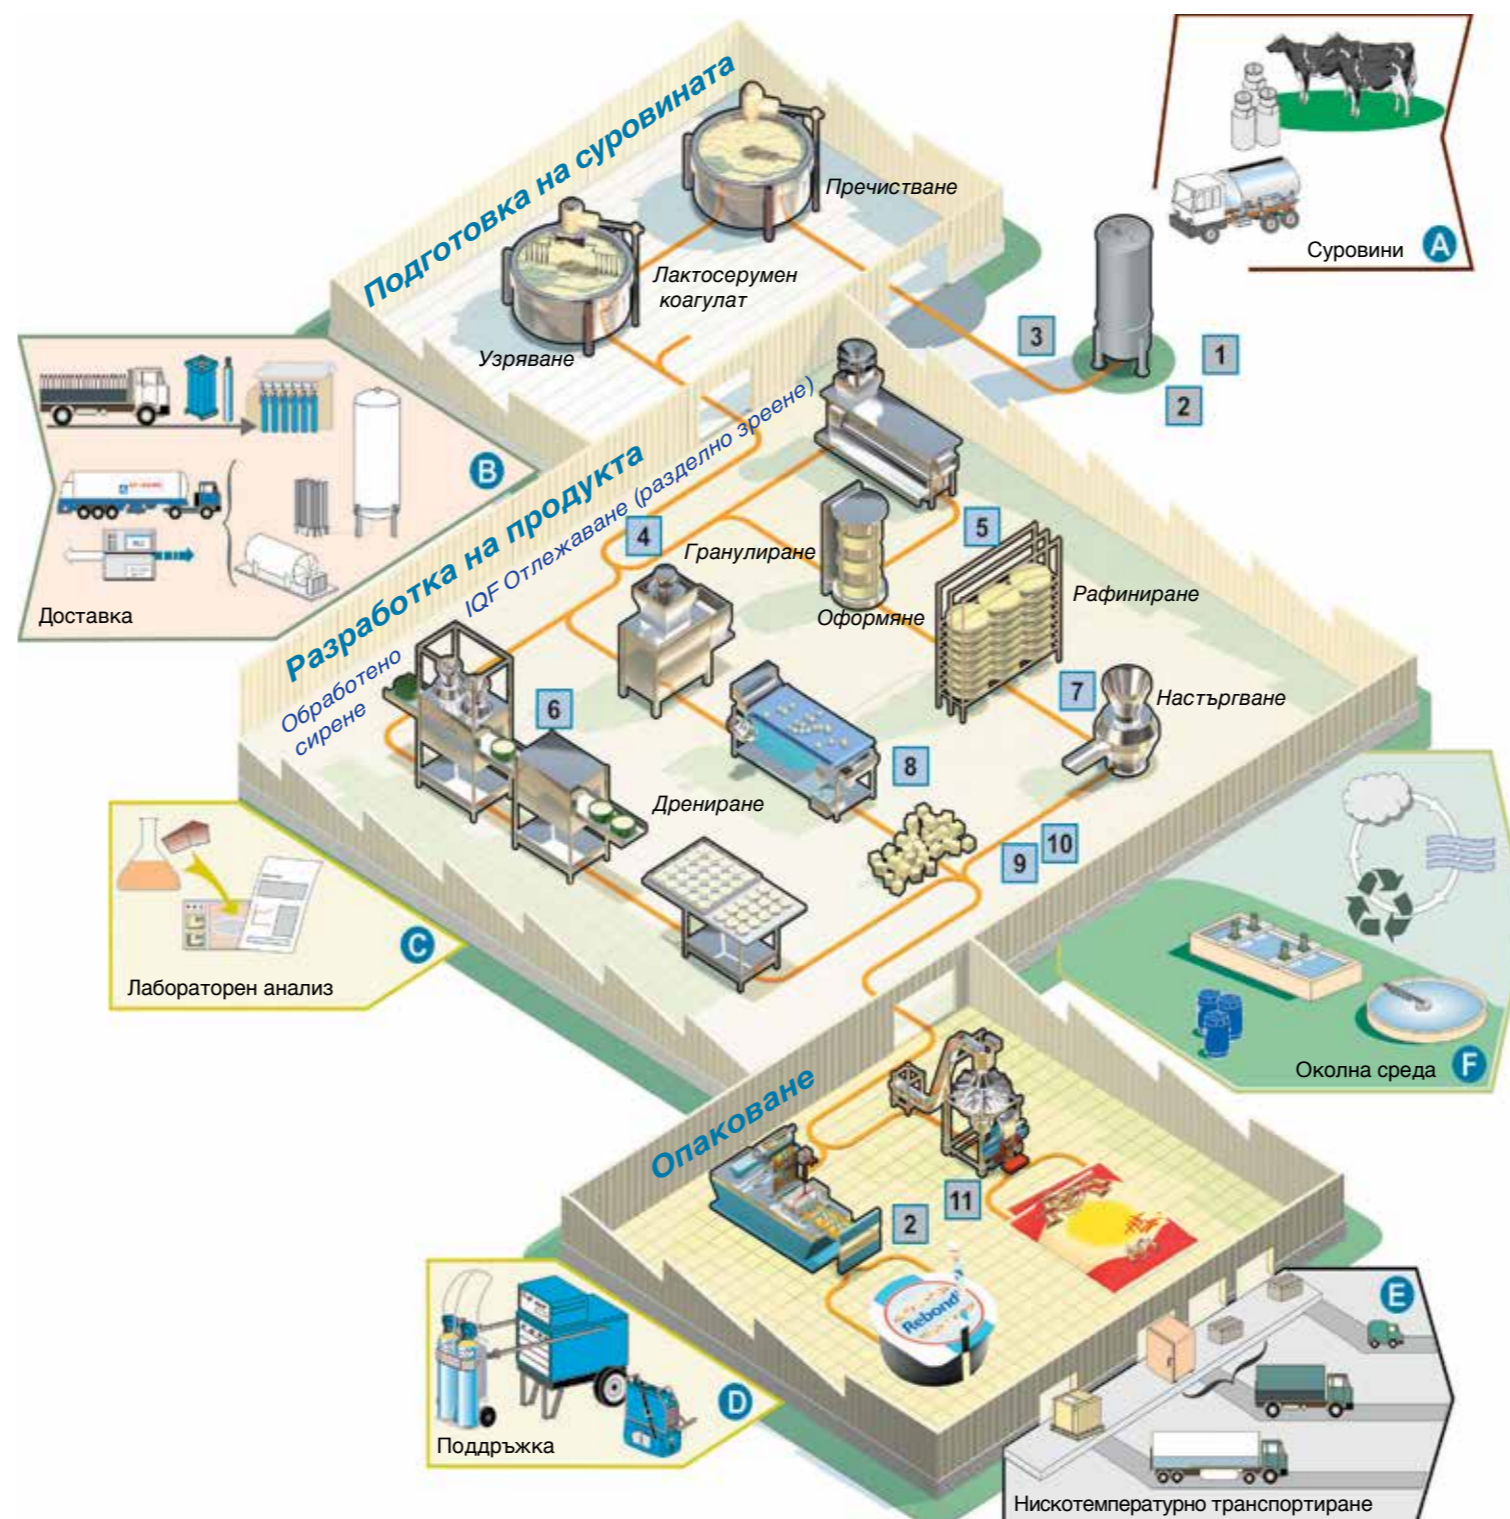 Подготовка на суровината
Пречистване
Лактосерумен
коагулат
Узряване
Суровини
A
3
1
2
B
Доставка
Разработка на продукта
IQF Отлежаване (разделно зреене)
Обработено
сирене
4
Гранулиране
5
Оформяне
Рафиниране
6
7
Настъргване
8
Дрениране
9
10
C
Лабораторен анализ
F
Околна среда
Опаковане
11
2
Rebond
D
Поддръжка
E
Нискотемпературно транспортиране